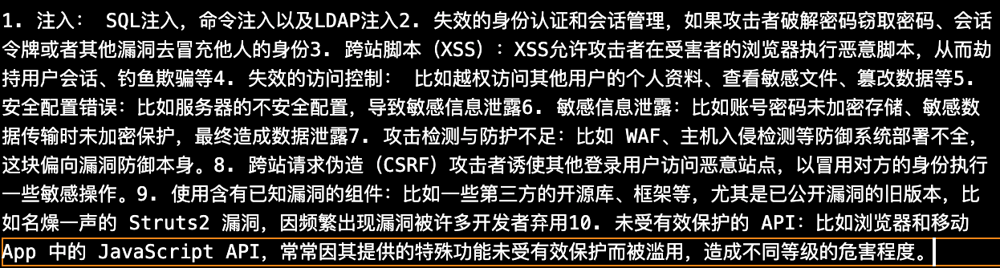 1. 注入： SQL注入，命令注入以及LDAP注入2. 失效的身份认证和会话管理，如果攻击者破解密码窃取密码、会话
令牌或者其他漏洞去冒充他人的身份3. 跨站脚本（XSS）：XSS允许攻击者在受害者的浏览器执行恶意脚本，从而劫
持用户会话、钓鱼欺骗等4. 失效的访问控制： 比如越权访问其他用户的个人资料、查看敏感文件、篡改数据等5.
安全配置错误：比如服务器的不安全配置，导致敏感信息泄露6. 敏感信息泄露：比如账号密码未加密存储、敏感数
据传输时未加密保护，最终造成数据泄露7. 攻击检测与防护不足：比如 WAF、主机入侵检测等防御系统部署不全，
这块偏向漏洞防御本身。8. 跨站请求伪造（CSRF）攻击者诱使其他登录用户访问恶意站点，以冒用对方的身份执行
一些敏感操作。9. 使用含有已知漏洞的组件：比如一些第三方的开源库、框架等，尤其是已公开漏洞的旧版本，比
如名燥一声的 Struts2 漏洞，因频繁出现漏洞被许多开发者弃用10. 未受有效保护的 API：比如浏览器和移动
App 中的 JavaScript API，常常因其提供的特殊功能未受有效保护而被滥用，造成不同等级的危害程度。